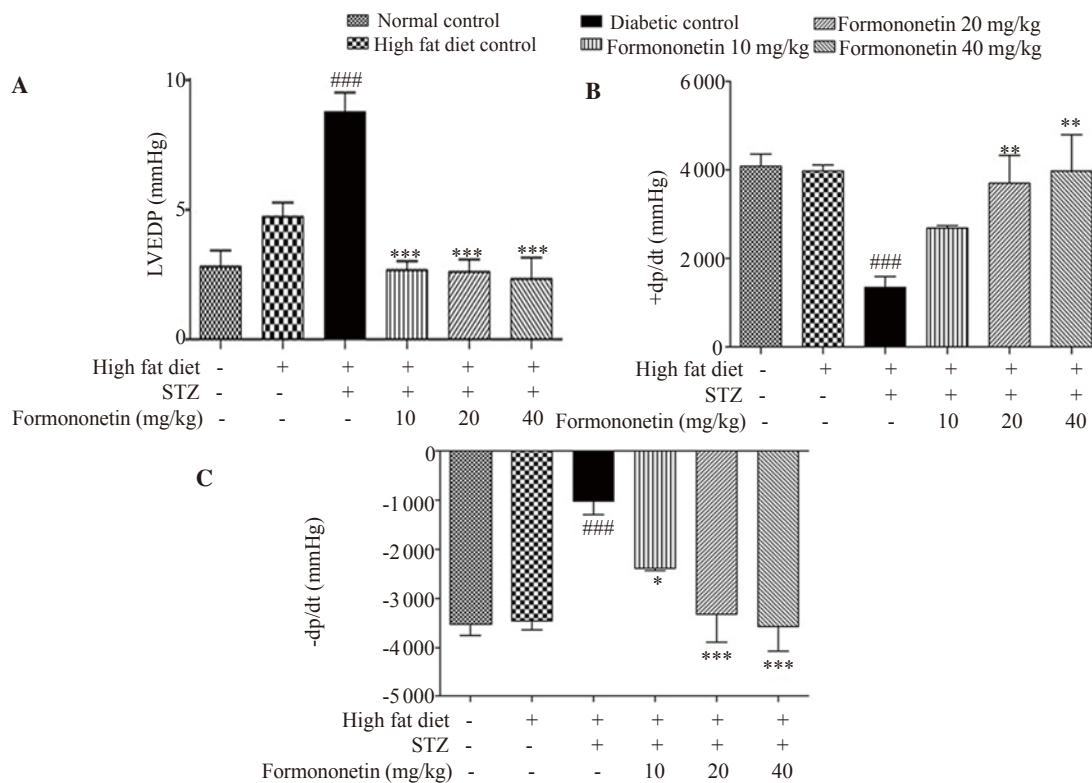 Normal control Diabetic control Formononetin 20 mg/kg
High fat diet control Formononetin 10 mg/kg Formononetin 40 mg/kg
A
LVEDP (mmHg)
10
5
0
###
*** *** ***
High fat diet - + + + + +
STZ - - + + + +
Formononetin (mg/kg) - - - 10 20 40
B
+dp/dt (mmHg)
6 000
4 000
2 000
0
###
** **
High fat diet - + + + + +
STZ - - + + + +
Formononetin (mg/kg) - - - 10 20 40
C
-dp/dt (mmHg)
0
-1 000
-2 000
-3 000
-4 000
-5 000
###
*
*** ***
High fat diet - + + + + +
STZ - - + + + +
Formononetin (mg/kg) - - - 10 20 40